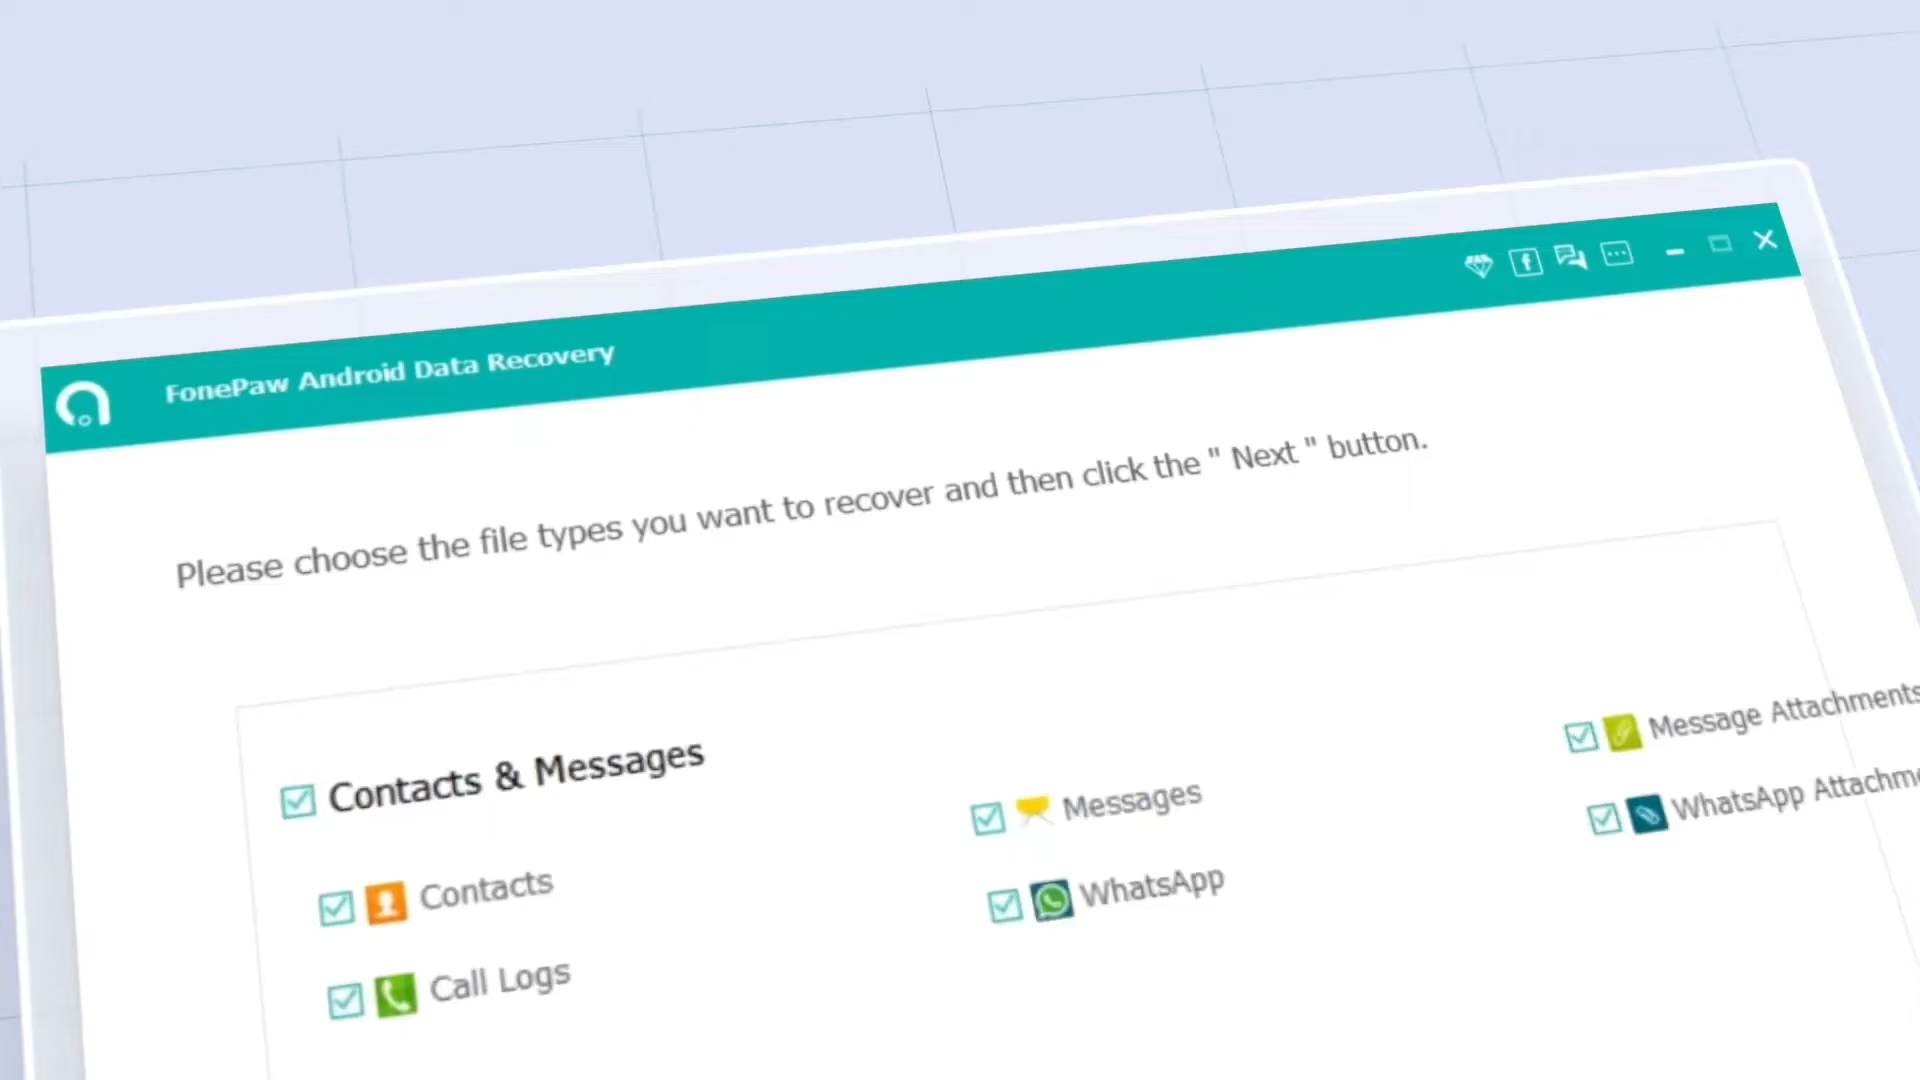 FonePaw Android Data Recovery
Please choose the file types you want to recover and then click the " Next " button.
Contacts & Messages
Contacts
Messages
Message Attachments
Call Logs
WhatsApp
WhatsApp